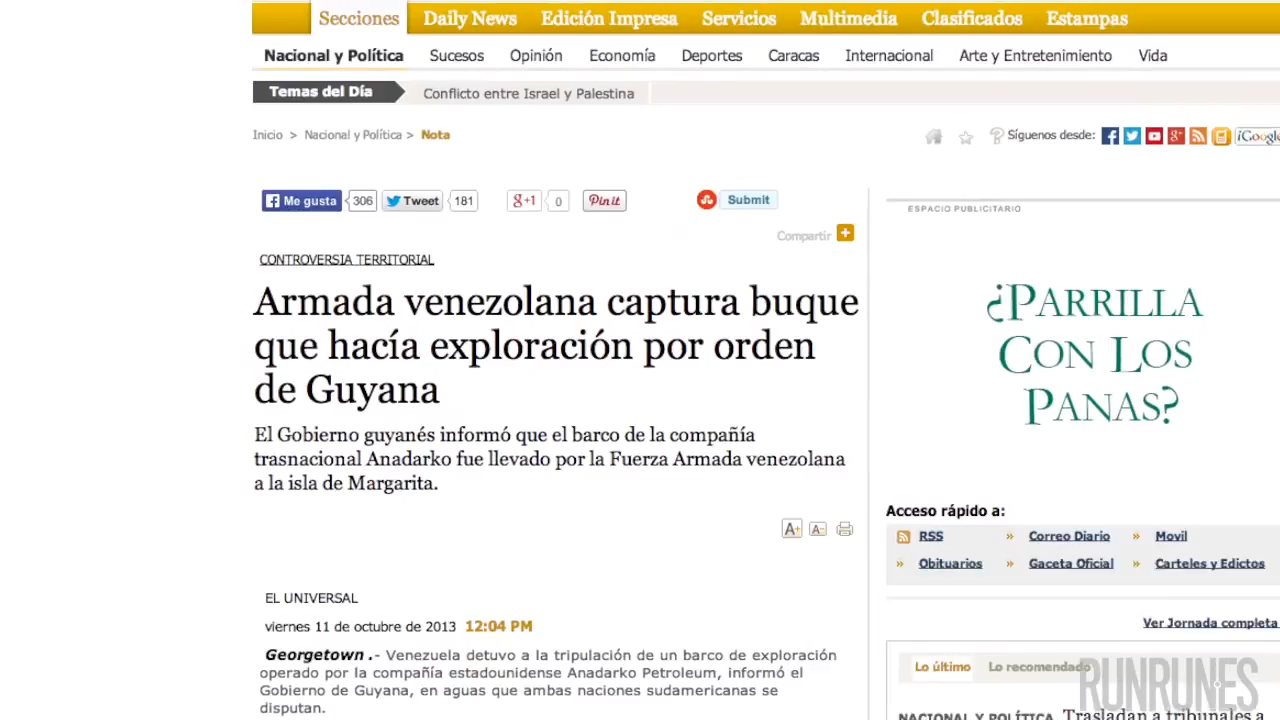 Secciones Daily News Edición Impresa Servicios Multimedia Clasificados Estampas
Nacional y Política Sucesos Opinión Economía Deportes Caracas Internacional Arte y Entretenimiento Vida
Temas del Día Conflicto entre Israel y Palestina
Inicio > Nacional y Política > Nota
Síguenos desde: iGoogle
Me gusta 306 Tweet 181 g+1 0 Pin it Submit
Compartir
ESPACIO PUBLICITARIO
CONTROVERSIA TERRITORIAL
Armada venezolana captura buque
que hacía exploración por orden
de Guyana
El Gobierno guyanés informó que el barco de la compañía
trasnacional Anadarko fue llevado por la Fuerza Armada venezolana
a la isla de Margarita.
A+ A-
EL UNIVERSAL
viernes 11 de octubre de 2013 12:04 PM
Georgetown .- Venezuela detuvo a la tripulación de un barco de exploración
operado por la compañía estadounidense Anadarko Petroleum, informó el
Gobierno de Guyana, en aguas que ambas naciones sudamericanas se
disputan.
¿PARRILLA
CON LOS
PANAS?
Acceso rápido a:
RSS » Correo Diario » Movil
» Obituarios » Gaceta Oficial » Carteles y Edictos
Ver Jornada completa
Lo último Lo recomendado
NACIONAL Y POLÍTICA Trasladan a tribunales a
RUNRUNES